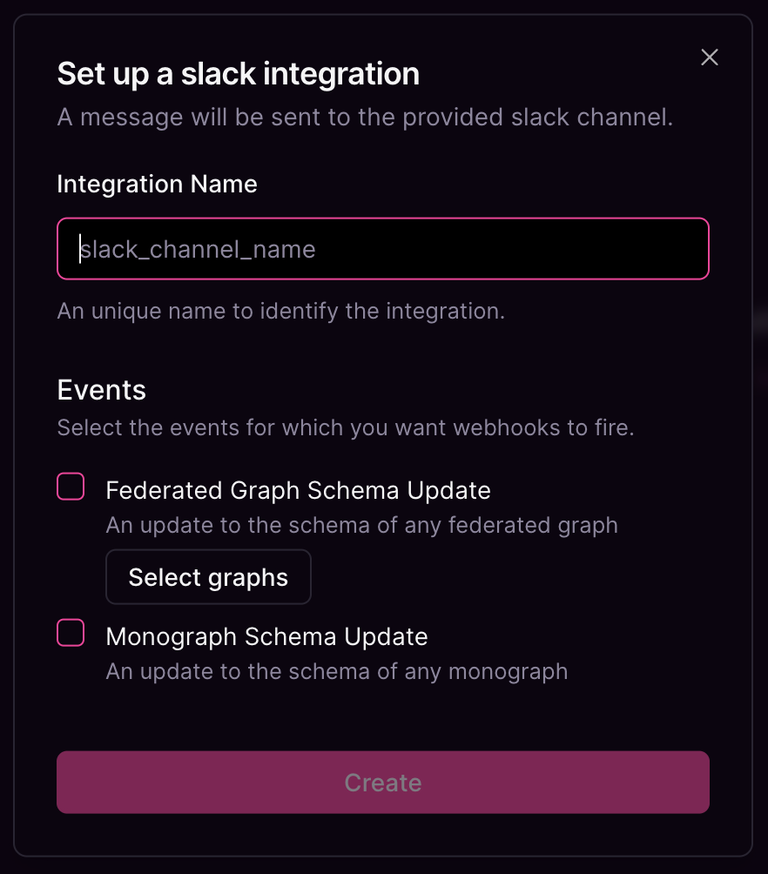 Set up a slack integration
A message will be sent to the provided slack channel.
Integration Name
slack_channel_name
An unique name to identify the integration.
Events
Select the events for which you want webhooks to fire.
Federated Graph Schema Update
An update to the schema of any federated graph
Select graphs
Monograph Schema Update
An update to the schema of any monograph
Create